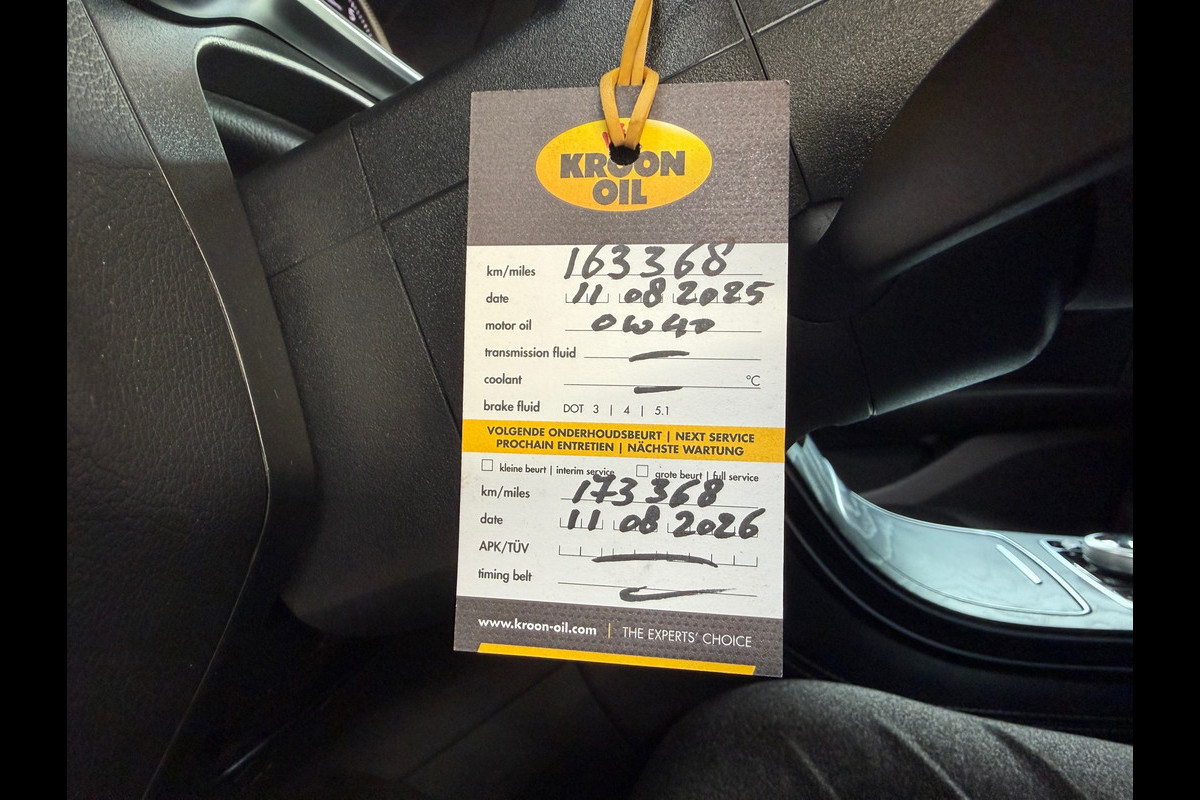 KROON
OIL
km/miles 163368
date 11 08 2025
motor oil 0W40
transmission fluid —
coolant — °C
brake fluid DOT 3 | 4 | 5.1
VOLGENDE ONDERHOUDSBEURT | NEXT SERVICE
PROCHAIN ENTRETIEN | NÄCHSTE WARTUNG
kleine beurt | interim service grote beurt | full service
km/miles 173368
date 11 08 2026
APK/TÜV —
timing belt
www.kroon-oil.com | THE EXPERTS' CHOICE